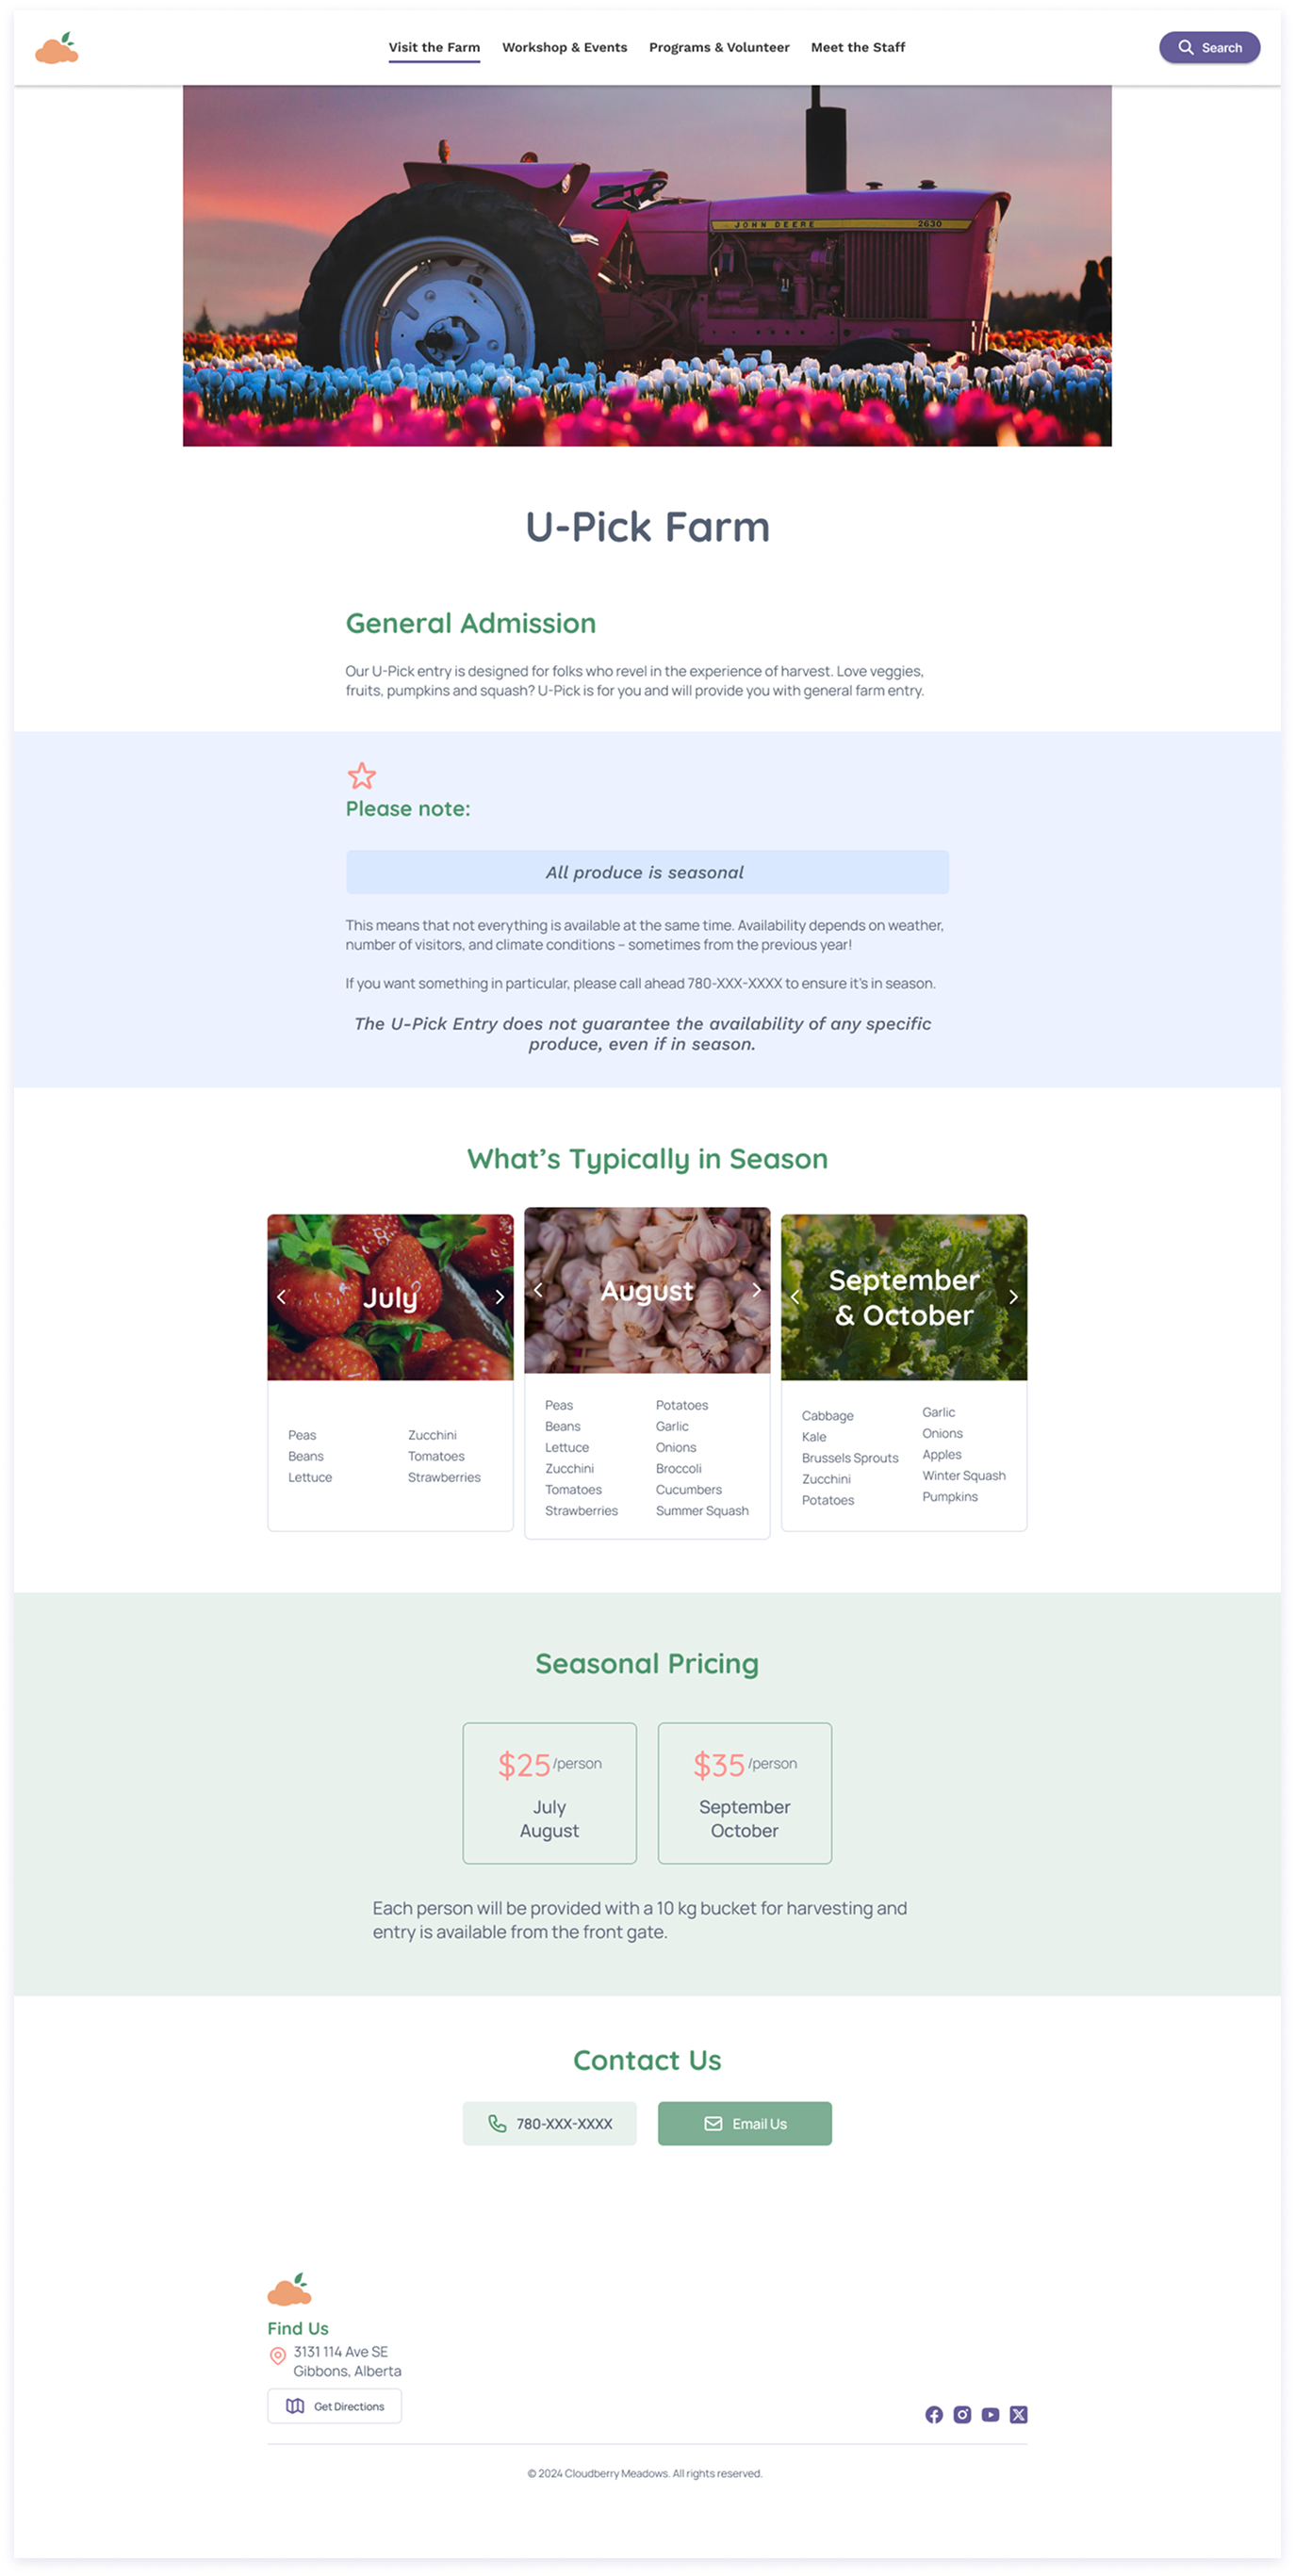 Visit the Farm
Workshop & Events
Programs & Volunteer
Meet the Staff
Search
JOHN DEERE
2630
U-Pick Farm
General Admission
Our U-Pick entry is designed for folks who revel in the experience of harvest. Love veggies,
fruits, pumpkins and squash? U-Pick is for you and will provide you with general farm entry.
Please note:
All produce is seasonal
This means that not everything is available at the same time. Availability depends on weather,
number of visitors, and climate conditions – sometimes from the previous year!
If you want something in particular, please call ahead 780-XXX-XXXX to ensure it's in season.
The U-Pick Entry does not guarantee the availability of any specific
produce, even if in season.
What's Typically in Season
July
Peas
Beans
Lettuce
Zucchini
Tomatoes
Strawberries
August
Peas
Beans
Lettuce
Zucchini
Tomatoes
Strawberries
Potatoes
Garlic
Onions
Broccoli
Cucumbers
Summer Squash
September
& October
Cabbage
Kale
Brussels Sprouts
Zucchini
Potatoes
Garlic
Onions
Apples
Winter Squash
Pumpkins
Seasonal Pricing
$25/person
July
August
$35/person
September
October
Each person will be provided with a 10 kg bucket for harvesting and
entry is available from the front gate.
Contact Us
780-XXX-XXXX
Email Us
Find Us
3131 114 Ave SE
Gibbons, Alberta
Get Directions
© 2024 Cloudberry Meadows. All rights reserved.